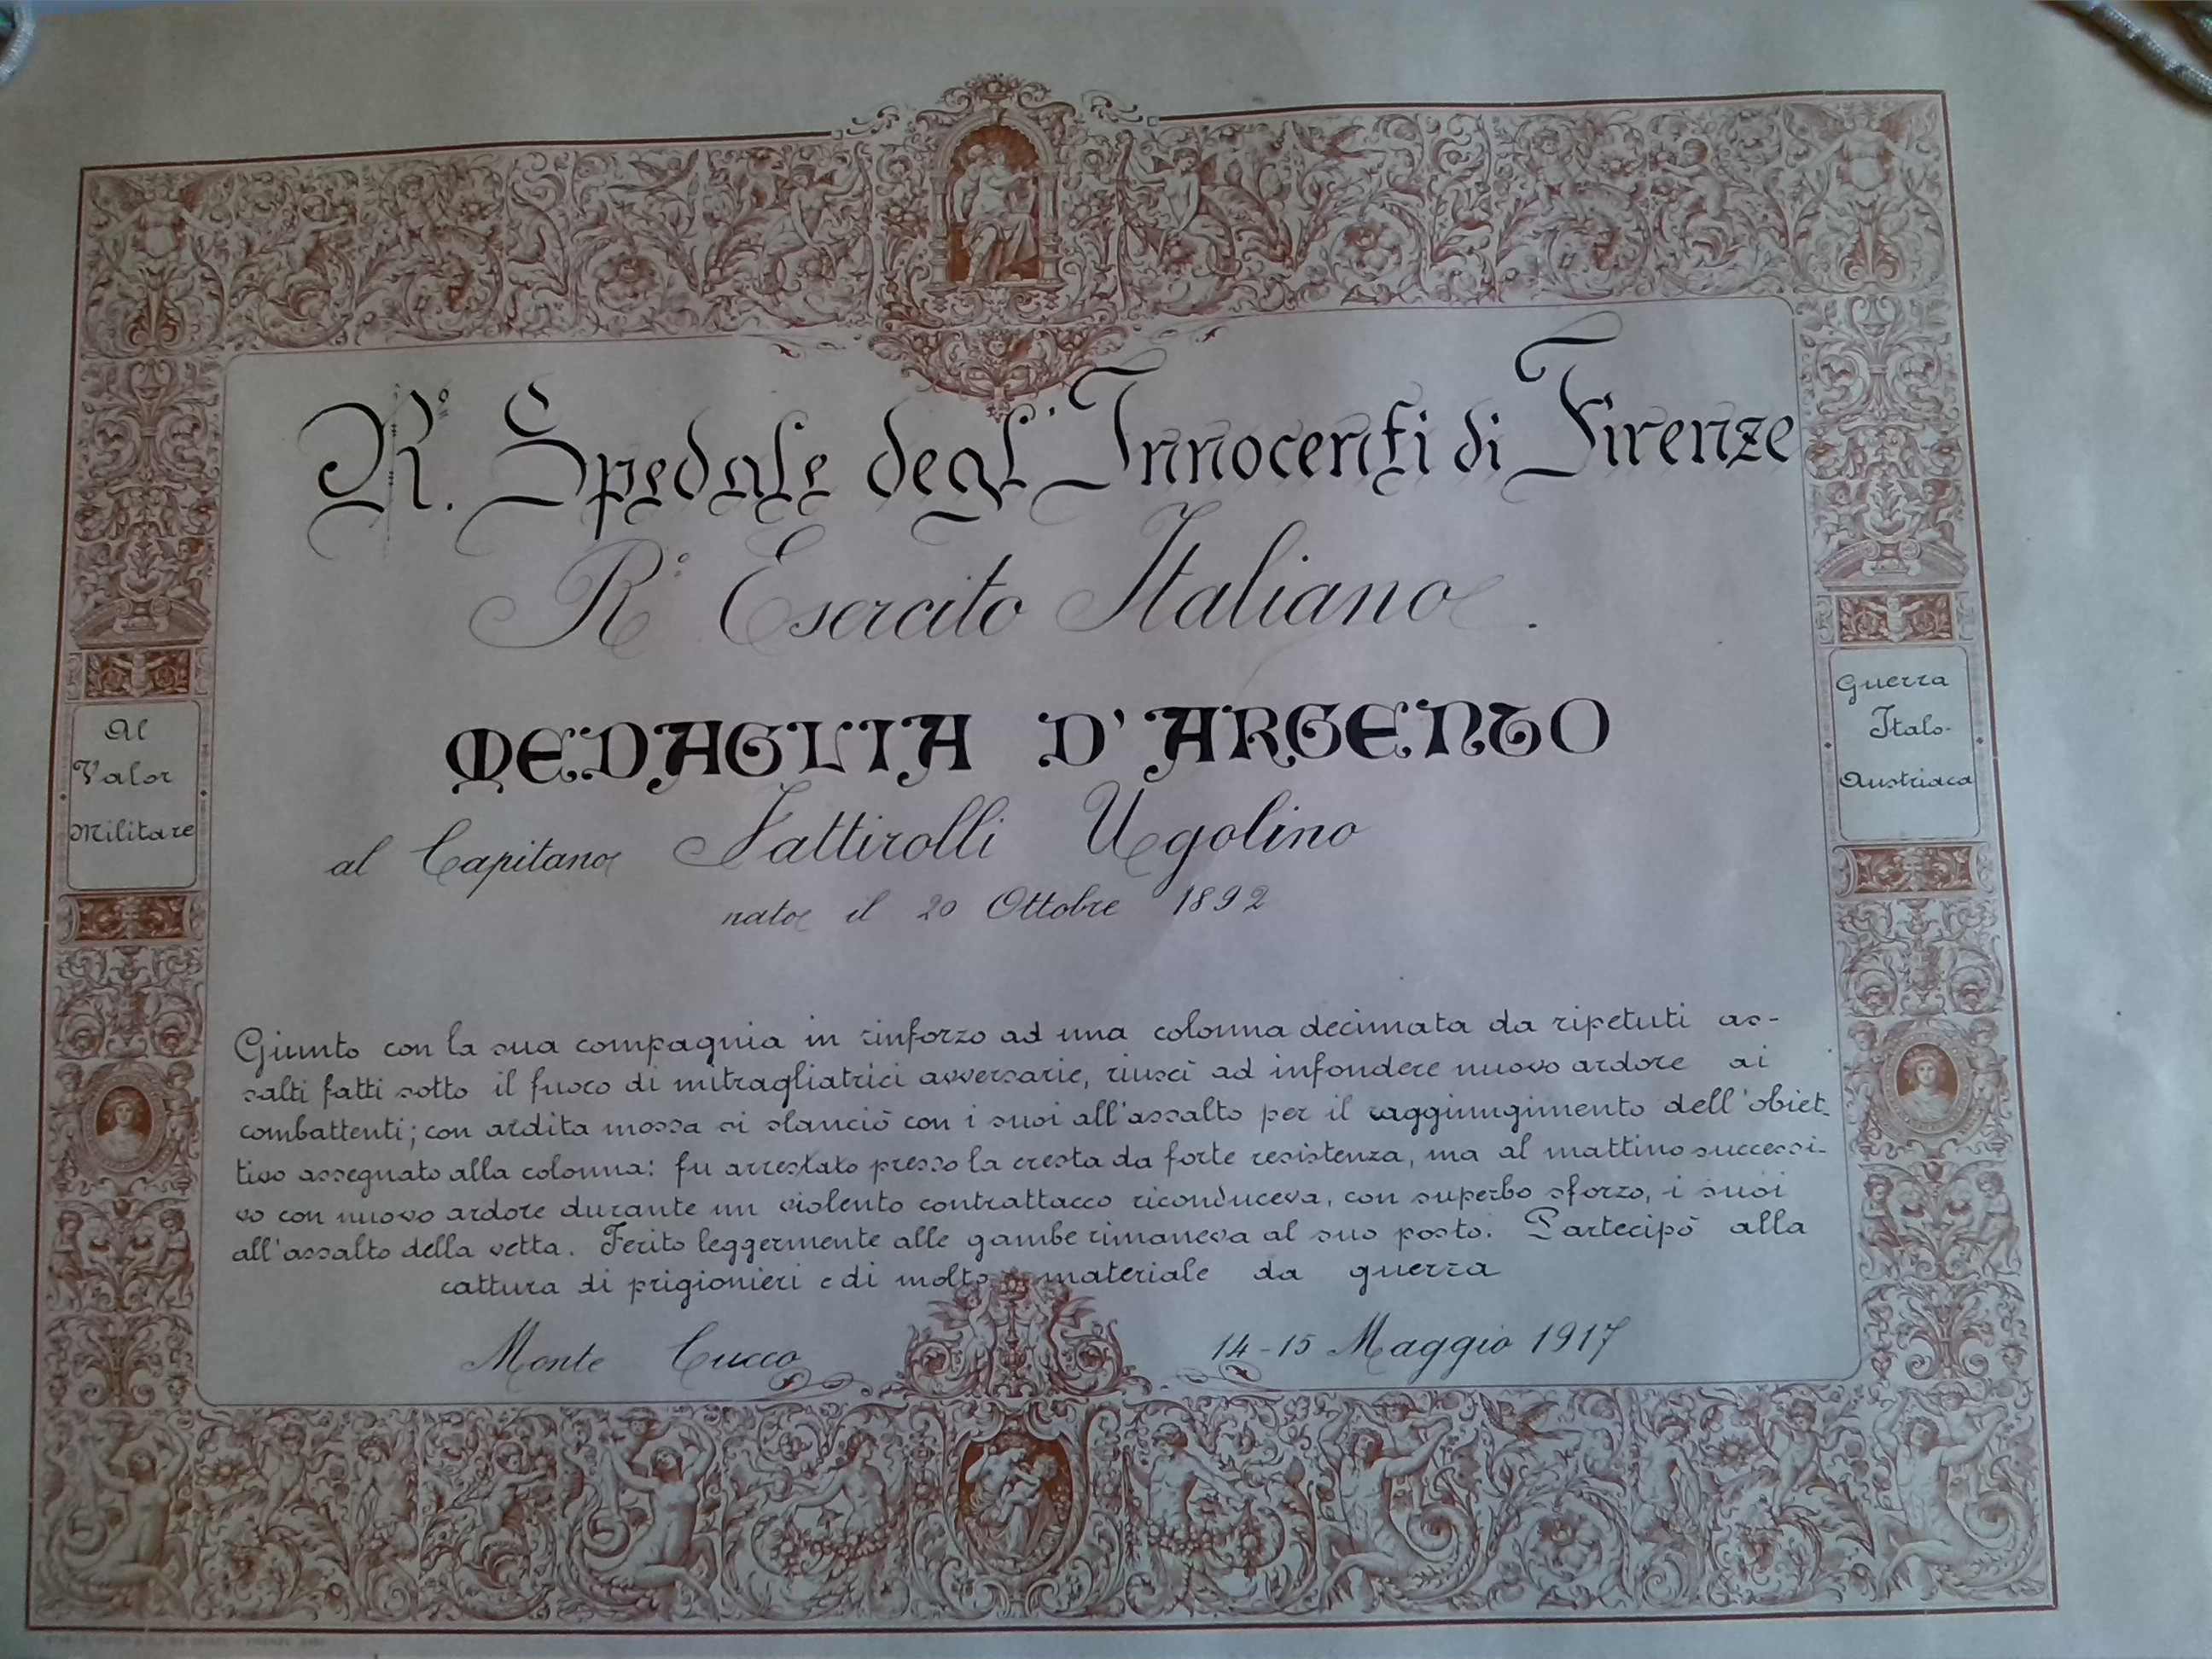 R.° Spedale degl'Innocenti di Firenze
R.° Esercito Italiano.
MEDAGLIA D'ARGENTO
Al
Valor
Militare
Guerra
Italo-
Austriaca
al Capitano Fattirolli Ugolino
nato il 20 Ottobre 1892
Giunto con la sua compagnia in rinforzo ad una colonna decimata da ripetuti as-
salti fatti sotto il fuoco di mitragliatrici avversarie, riuscì ad infondere nuovo ardore ai
combattenti; con ardita mossa si slanciò con i suoi all'assalto per il raggiungimento dell'obiet-
tivo assegnato alla colonna: fu arrestato presso la cresta da forte resistenza, ma al mattino successi-
vo con nuovo ardore durante un violento contrattacco riconduceva, con superbo sforzo, i suoi
all'assalto della vetta. Ferito leggermente alle gambe rimaneva al suo posto. Partecipò alla
cattura di prigionieri e di molto materiale da guerra
Monte Cucco 14-15 Maggio 1917